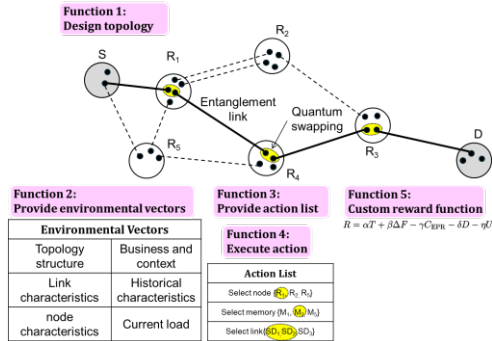 Function 1:
Design topology
S
R1
R2
Entanglement
link
Quantum
swapping
R5
R4
R3
D
Function 2:
Provide environmental vectors
Function 3:
Provide action list
Function 5:
Custom reward function
R = αT + βΔF − γC_EPR − δD − ηU
Function 4:
Execute action
Environmental Vectors
Topology structure
Business and context
Link characteristics
Historical characteristics
node characteristics
Current load
Action List
Select node {R1, R2, R5}
Select memory {M1, M2, M5}
Select link{SD1, SD2, SD3}